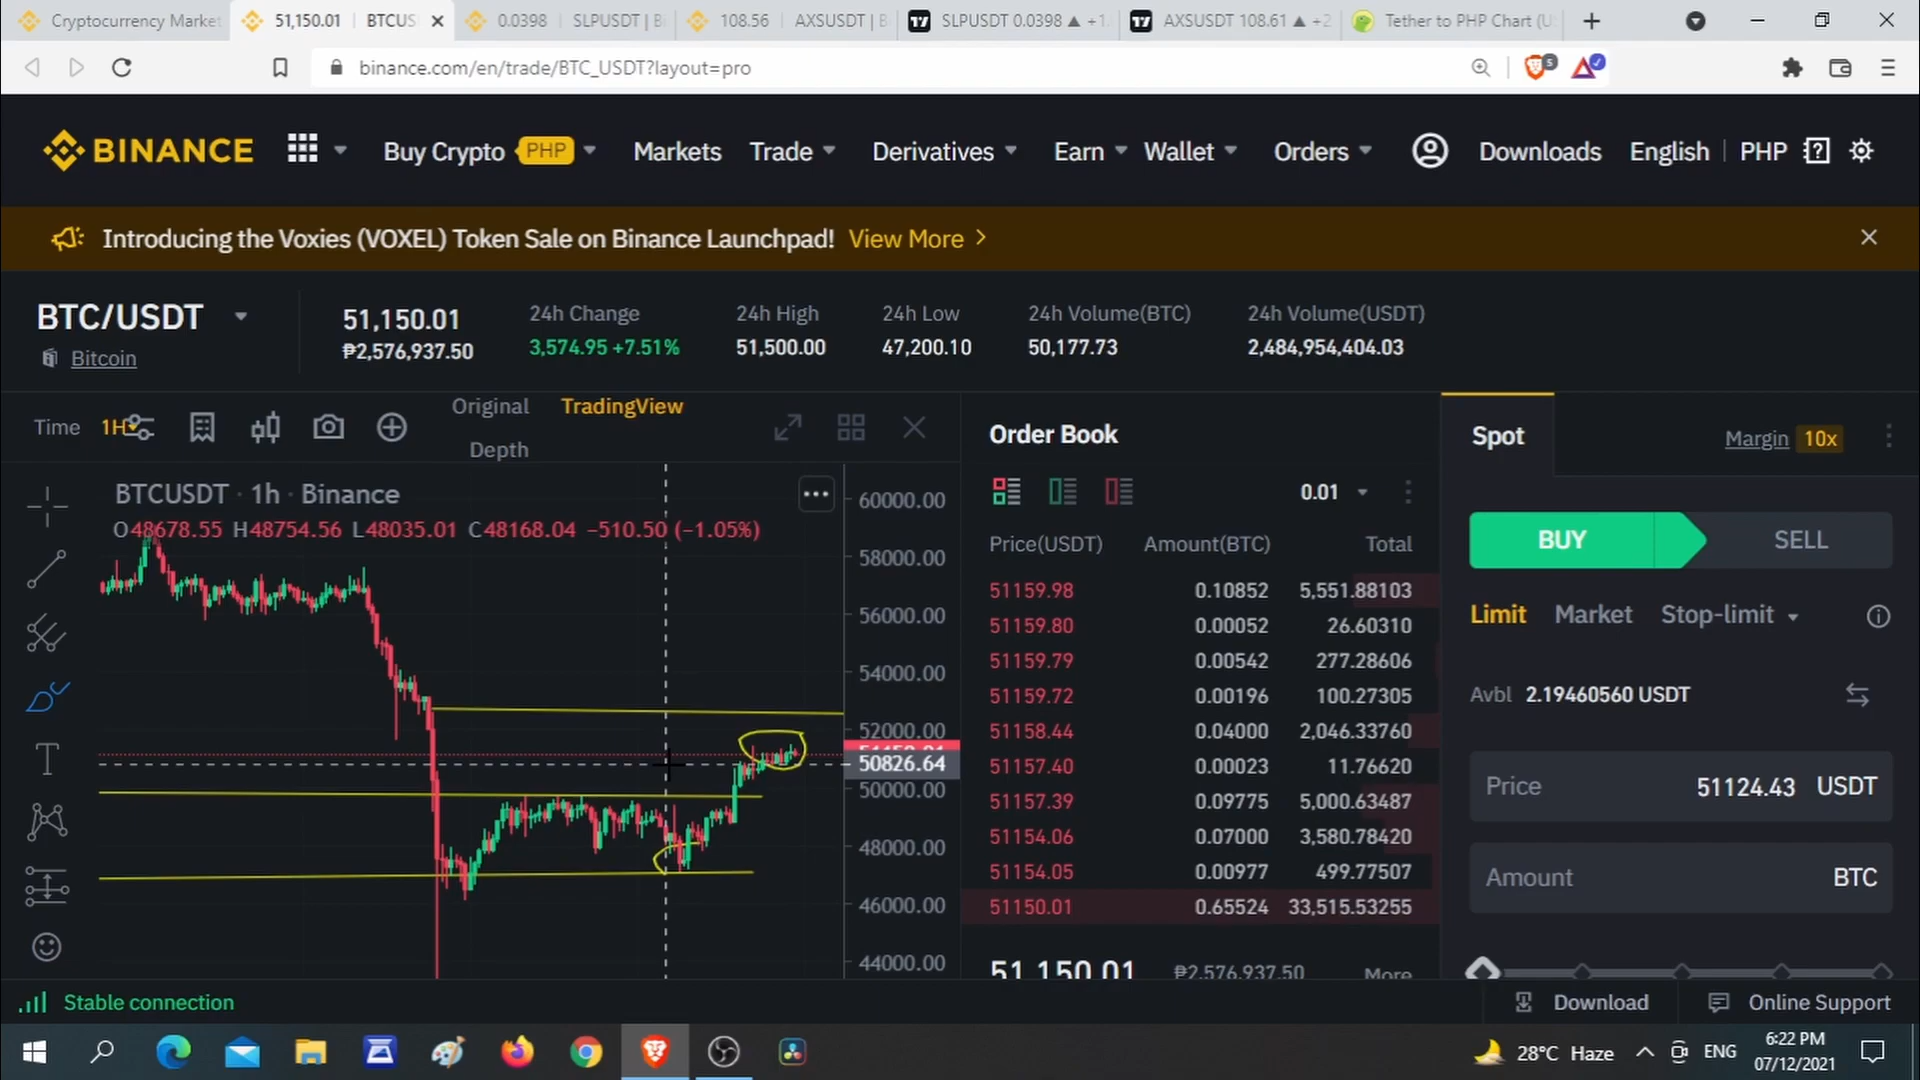 Cryptocurrency Market
51,150.01 BTCUS
0.0398 SLPUSDT | B
108.56 AXSUSDT | B
SLPUSDT 0.0398 ▲ +1.
AXSUSDT 108.61 ▲ +2
Tether to PHP Chart (U
binance.com/en/trade/BTC_USDT?layout=pro
5
BINANCE
Buy Crypto PHP
Markets
Trade
Derivatives
Earn
Wallet
Orders
Downloads
English
PHP
Introducing the Voxies (VOXEL) Token Sale on Binance Launchpad! View More
BTC/USDT
Bitcoin
51,150.01
₱2,576,937.50
24h Change
3,574.95 +7.51%
24h High
51,500.00
24h Low
47,200.10
24h Volume(BTC)
50,177.73
24h Volume(USDT)
2,484,954,404.03
Time 1H
Original TradingView
Depth
BTCUSDT · 1h · Binance
O48678.55 H48754.56 L48035.01 C48168.04 −510.50 (−1.05%)
60000.00
58000.00
56000.00
54000.00
52000.00
50826.64
50000.00
48000.00
46000.00
44000.00
Order Book
0.01
Price(USDT) Amount(BTC) Total
51159.98 0.10852 5,551.88103
51159.80 0.00052 26.60310
51159.79 0.00542 277.28606
51159.72 0.00196 100.27305
51158.44 0.04000 2,046.33760
51157.40 0.00023 11.76620
51157.39 0.09775 5,000.63487
51154.06 0.07000 3,580.78420
51154.05 0.00977 499.77507
51150.01 0.65524 33,515.53255
51,150.01 ₱2,576,937.50 More
Spot
Margin 10x
BUY
SELL
Limit Market Stop-limit
Avbl 2.19460560 USDT
Price 51124.43 USDT
Amount BTC
Stable connection
Download
Online Support
28°C Haze
ENG
6:22 PM
07/12/2021